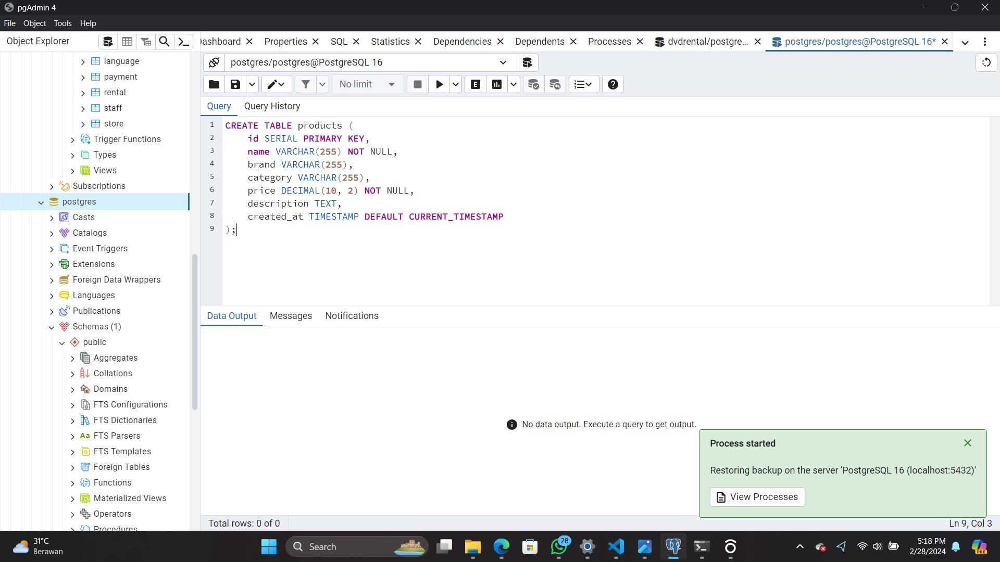 pgAdmin 4
File Object Tools Help
Object Explorer
Dashboard Properties SQL Statistics Dependencies Dependents Processes dvdrental/postgre... postgres/postgres@PostgreSQL 16*
postgres/postgres@PostgreSQL 16
No limit
E
Query Query History
1 CREATE TABLE products (
2 id SERIAL PRIMARY KEY,
3 name VARCHAR(255) NOT NULL,
4 brand VARCHAR(255),
5 category VARCHAR(255),
6 price DECIMAL(10, 2) NOT NULL,
7 description TEXT,
8 created_at TIMESTAMP DEFAULT CURRENT_TIMESTAMP
9 );
language
payment
rental
staff
store
Trigger Functions
Types
Views
Subscriptions
postgres
Casts
Catalogs
Event Triggers
Extensions
Foreign Data Wrappers
Languages
Publications
Schemas (1)
public
Aggregates
Collations
Domains
FTS Configurations
FTS Dictionaries
Aa FTS Parsers
FTS Templates
Foreign Tables
Functions
Materialized Views
Operators
Procedures
Data Output Messages Notifications
No data output. Execute a query to get output.
Process started
Restoring backup on the server 'PostgreSQL 16 (localhost:5432)'
View Processes
Total rows: 0 of 0
Ln 9, Col 3
31°C
Berawan
Search
28
5:18 PM
2/28/2024
PRE